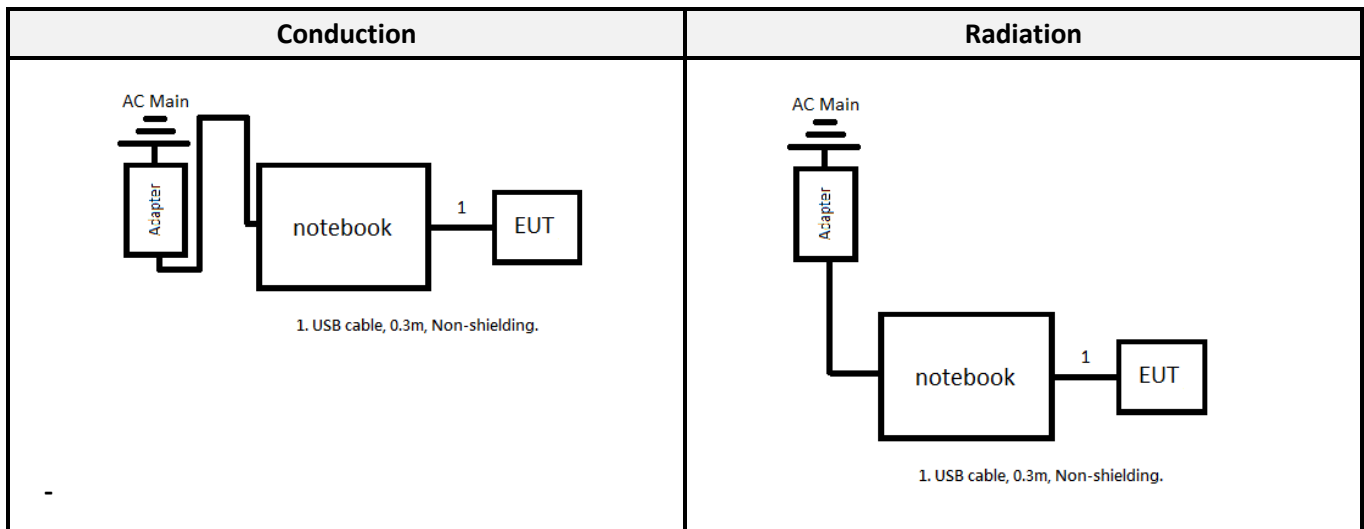 Conduction
Radiation
AC Main
Adapter
notebook
1
EUT
1. USB cable, 0.3m, Non-shielding.
-
AC Main
Adapter
notebook
1
EUT
1. USB cable, 0.3m, Non-shielding.